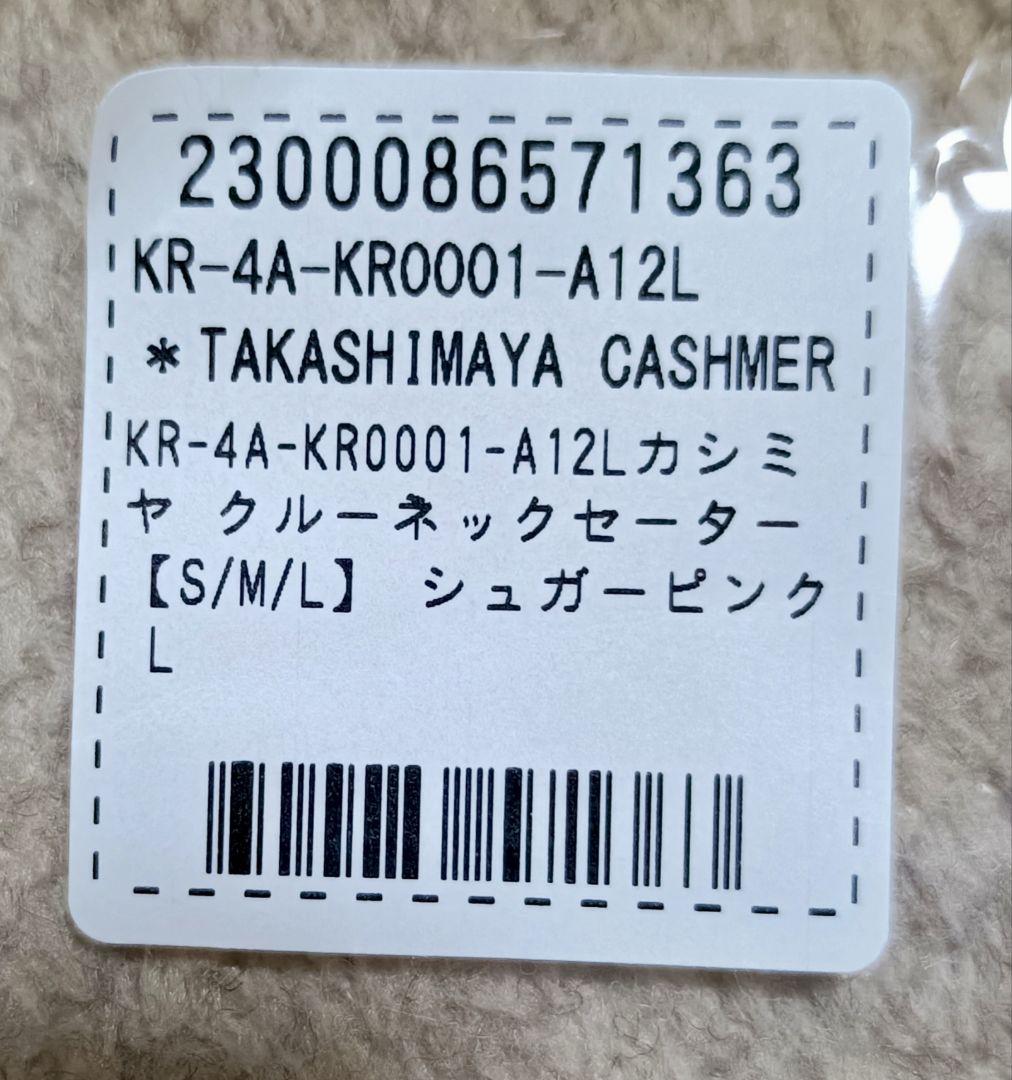 2300086571363
KR-4A-KR0001-A12L
*TAKASHIMAYA CASHMER
KR-4A-KR0001-A12Lカシミ
ヤ クルーネックセーター
【S/M/L】 シュガーピンク
L